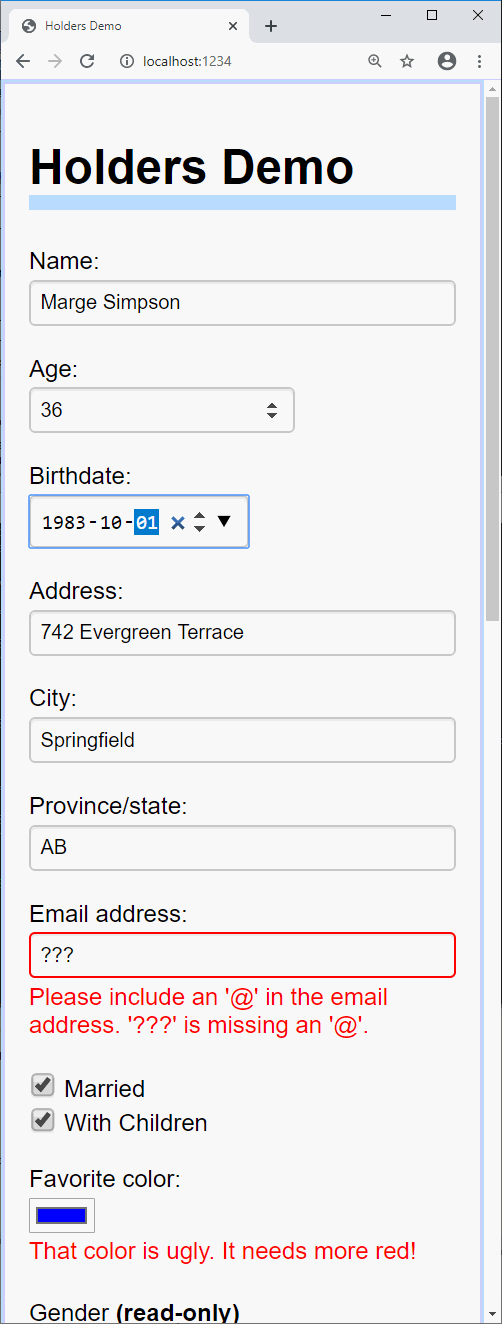 Holders Demo
localhost:1234
Holders Demo
Name:
Marge Simpson
Age:
36
Birthdate:
1983-10-01
Address:
742 Evergreen Terrace
City:
Springfield
Province/state:
AB
Email address:
???
Please include an '@' in the email
address. '???' is missing an '@'.
Married
With Children
Favorite color:
That color is ugly. It needs more red!
Gender (read-only)